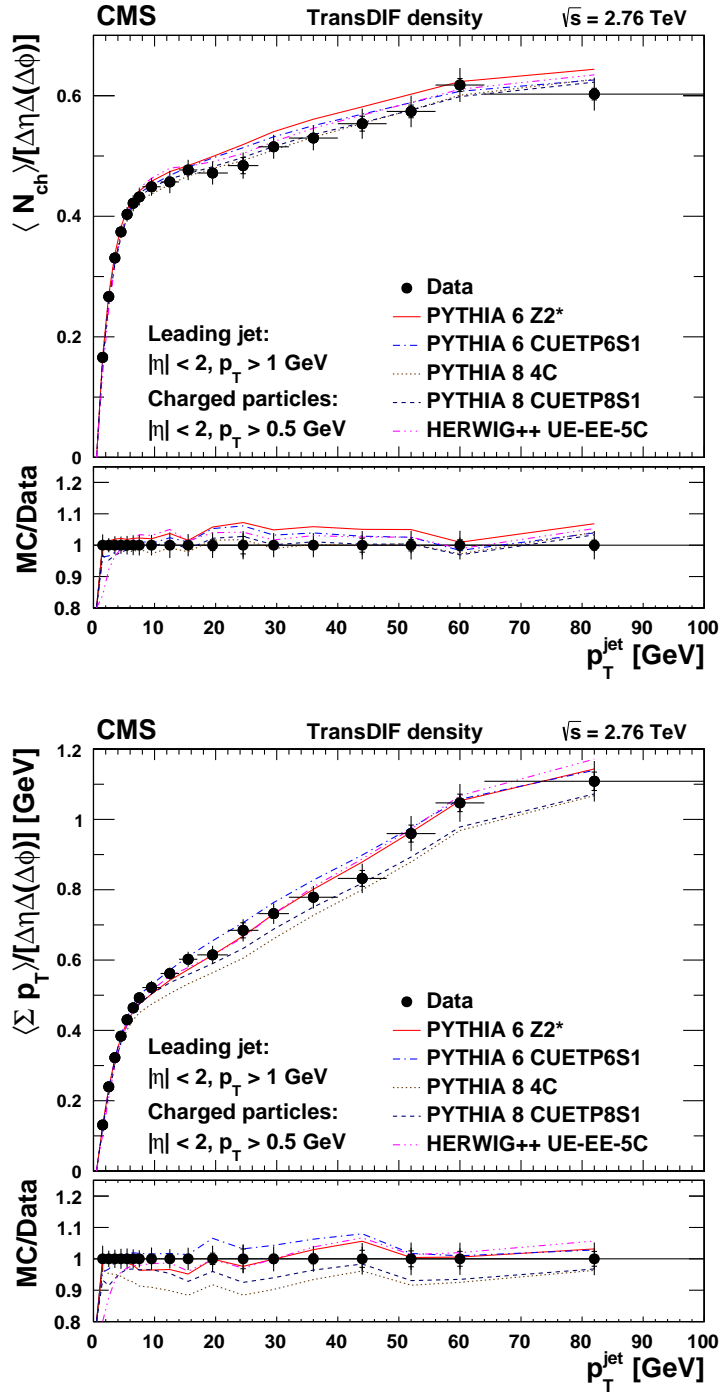 CMS TransDIF density √s = 2.76 TeV
⟨ N_ch⟩/[ΔηΔ(Δϕ)]
0.6
0.4
0.2
0
Data
PYTHIA 6 Z2*
PYTHIA 6 CUETP6S1
PYTHIA 8 4C
PYTHIA 8 CUETP8S1
HERWIG++ UE-EE-5C
Leading jet:
|η| < 2, p_T > 1 GeV
Charged particles:
|η| < 2, p_T > 0.5 GeV
MC/Data
1.2
1.1
1
0.9
0.8
0 10 20 30 40 50 60 70 80 90 100
p_T^jet [GeV]
CMS TransDIF density √s = 2.76 TeV
⟨Σ p_T⟩/[ΔηΔ(Δϕ)] [GeV]
1.2
1
0.8
0.6
0.4
0.2
0
Data
PYTHIA 6 Z2*
PYTHIA 6 CUETP6S1
PYTHIA 8 4C
PYTHIA 8 CUETP8S1
HERWIG++ UE-EE-5C
Leading jet:
|η| < 2, p_T > 1 GeV
Charged particles:
|η| < 2, p_T > 0.5 GeV
MC/Data
1.2
1.1
1
0.9
0.8
0 10 20 30 40 50 60 70 80 90 100
p_T^jet [GeV]